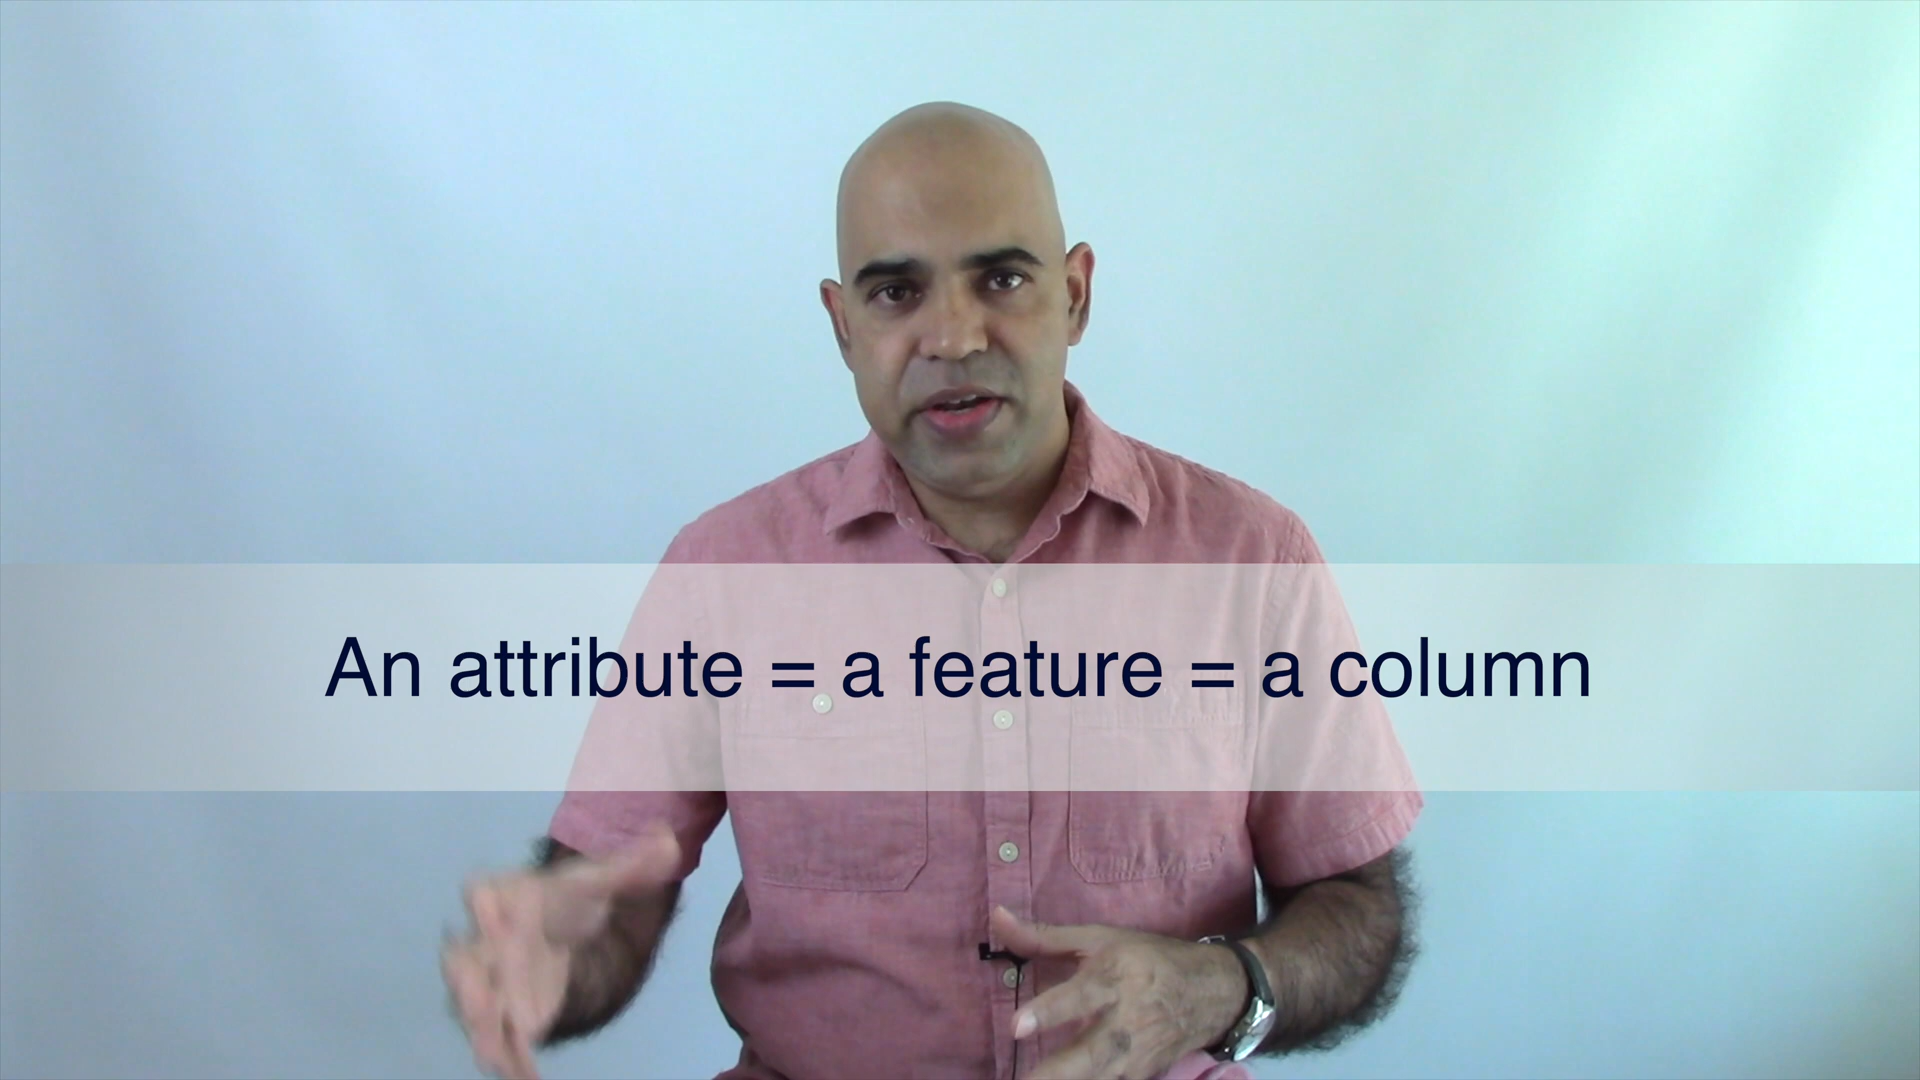 An attribute = a feature = a column